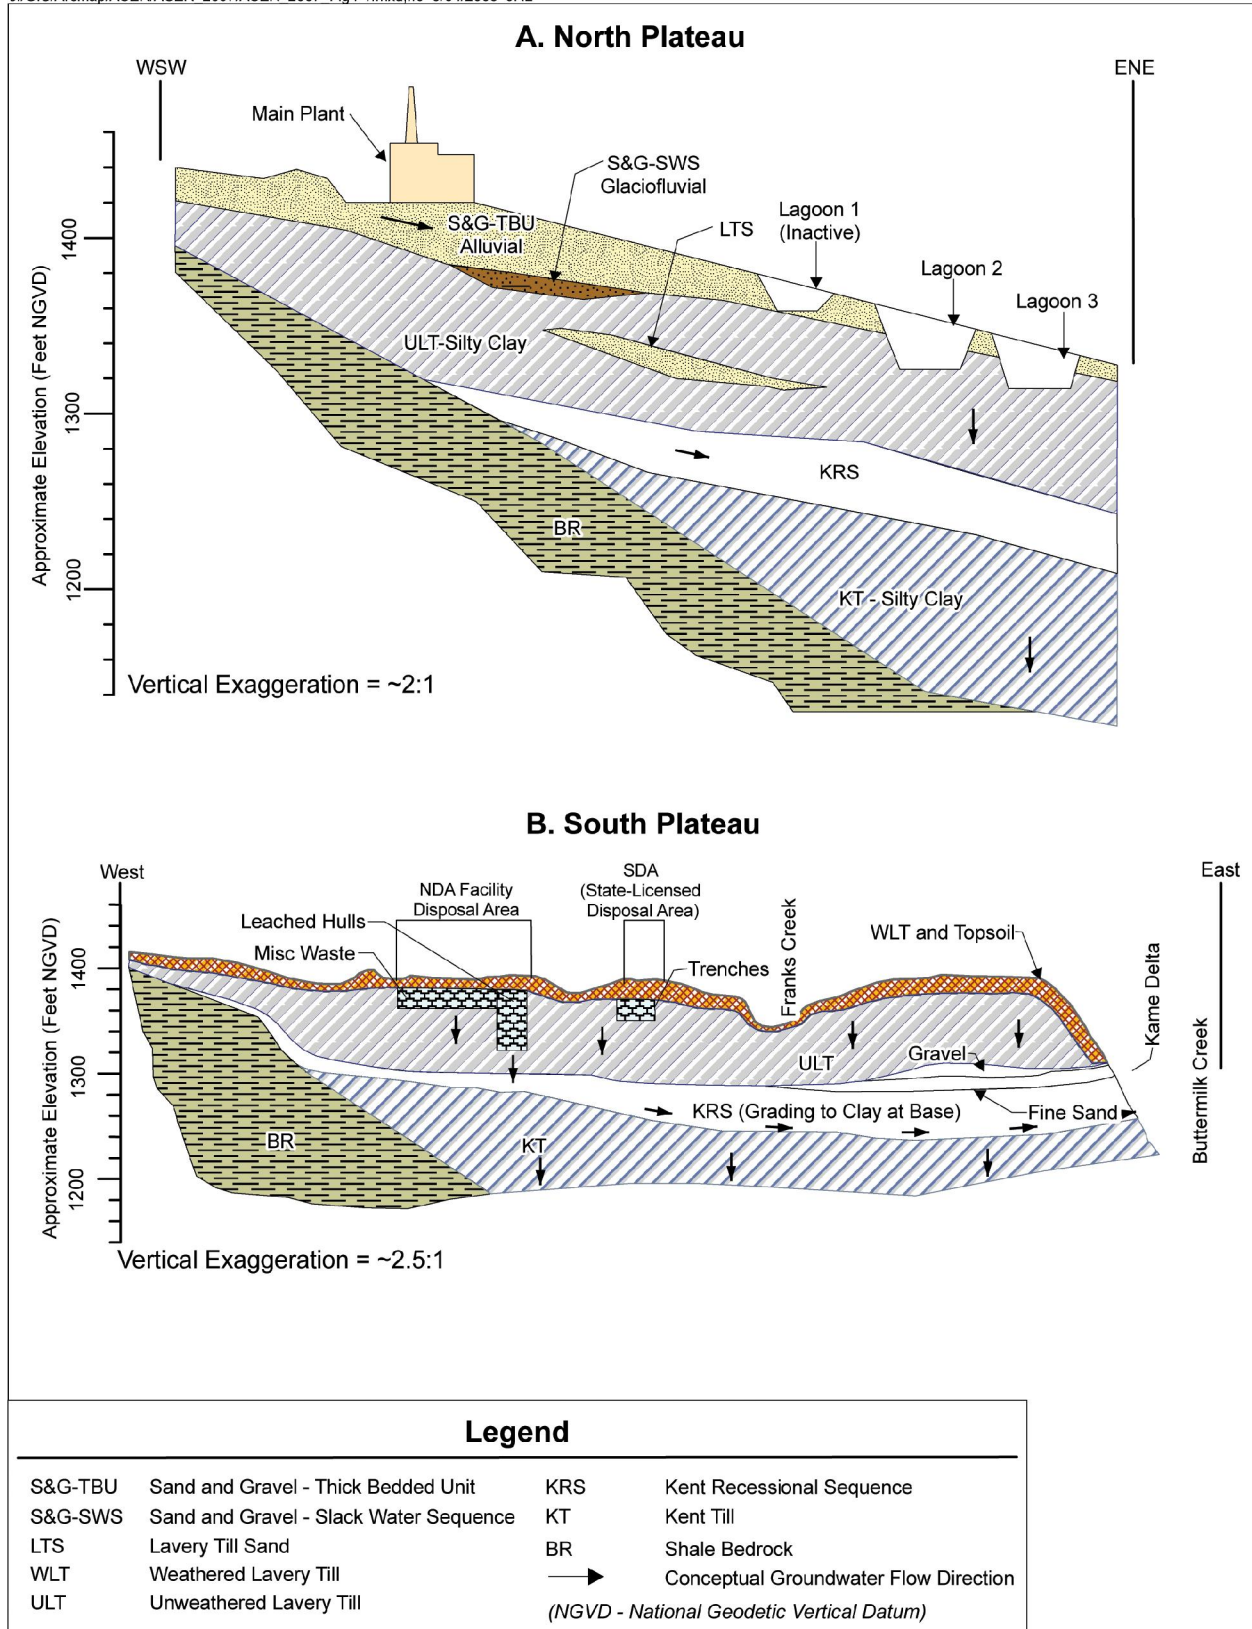 A. North Plateau
WSW
ENE
Main Plant
S&G-SWS
Glaciofluvial
S&G-TBU
Alluvial
LTS
Lagoon 1
(Inactive)
Lagoon 2
Lagoon 3
Approximate Elevation (Feet NGVD)
1400
1300
1200
ULT-Silty Clay
KRS
BR
KT - Silty Clay
Vertical Exaggeration = ~2:1
B. South Plateau
West
East
NDA Facility
Disposal Area
SDA
(State-Licensed
Disposal Area)
Leached Hulls
Misc Waste
Trenches
Franks Creek
WLT and Topsoil
Kame Delta
Buttermilk Creek
Approximate Elevation (Feet NGVD)
1400
1300
1200
ULT
Gravel
KRS (Grading to Clay at Base)
Fine Sand
BR
KT
Vertical Exaggeration = ~2.5:1
Legend
S&G-TBU Sand and Gravel - Thick Bedded Unit
S&G-SWS Sand and Gravel - Slack Water Sequence
LTS Lavery Till Sand
WLT Weathered Lavery Till
ULT Unweathered Lavery Till
KRS Kent Recessional Sequence
KT Kent Till
BR Shale Bedrock
Conceptual Groundwater Flow Direction
(NGVD - National Geodetic Vertical Datum)